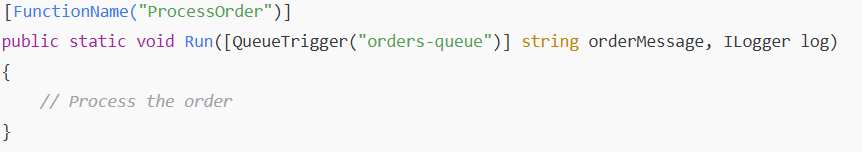 [FunctionName("ProcessOrder")]
public static void Run([QueueTrigger("orders-queue")] string orderMessage, ILogger log)
{
    // Process the order
}